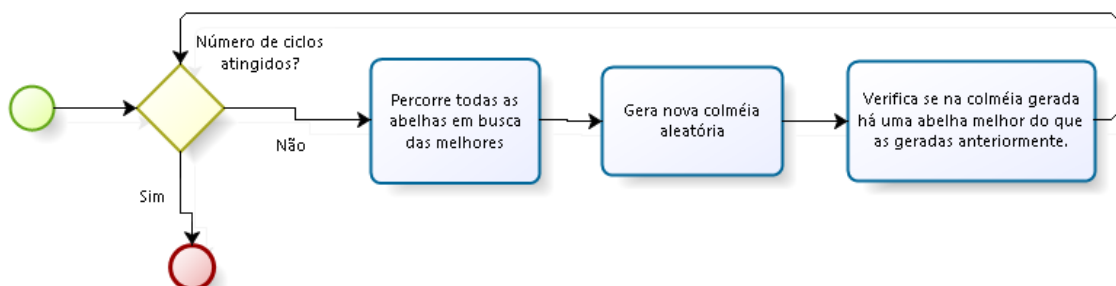 Número de ciclos
atingidos?
Não
Sim
Percorre todas as
abelhas em busca
das melhores
Gera nova colméia
aleatória
Verifica se na colméia gerada
há uma abelha melhor do que
as geradas anteriormente.